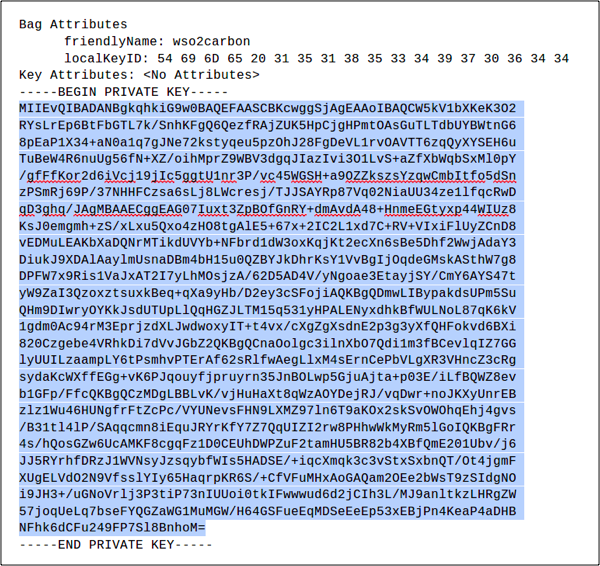 Bag Attributes
friendlyName: wso2carbon
localKeyID: 54 69 6D 65 20 31 35 31 38 35 33 34 39 37 30 36 34 34
Key Attributes: <No Attributes>
-----BEGIN PRIVATE KEY-----
MIIEvQIBADANBgkqhkiG9w0BAQEFAASCBKcwggSjAgEAAoIBAQCW5kV1bXKeK3O2
RYsLrEp6BtFbGTL7k/SnhKFgQ6QezfRAjZUK5HpCjgHPmtOAsGuTLTdbUYBWtnG6
8pEaP1X34+aN0a1q7gJNe72kstyqeu5pzOhJ28FgDeVL1rvOAVTT6zqQyXYSEH6u
TuBeW4R6nuUg56fN+XZ/oihMprZ9WBV3dgqJIazIvi3O1LvS+aZfXbWqbSxMl0pY
/gfFfKor2d6iVcj19jIc5ggtU1nr3P/yc45WGSH+a9OZZkszsYzqwCmbItfo5dSn
zPSmRj69P/37NHHFCzsa6sLj8LWcresj/TJJSAYRp87Vq02NiaUU34ze1lfqcRwD
gD3ghq/JAgMBAAECggEAG07Iuxt3ZpBOfGnRY+dmAvdA48+HnmeEGtyxp44WIUz8
KsJ0emgmh+zS/xLxu5Qxo4zHO8tgAlE5+67x+2IC2L1xd7C+RV+VIxiFlUyZCnD8
vEDMuLEAKbXaDQNrMTikdUVYb+NFbrd1dW3oxKqjKt2ecXn6sBe5Dhf2WwjAdaY3
DiukJ9XDAlAaylmUsnaDBm4bH15u0QZBYJkDhrKsY1VvBgIjOqdeGMskASthW7g8
DPFW7x9Ris1VaJxAT2I7yLhMOsjzA/62D5AD4V/yNgoae3EtayjSY/CmY6AYS47t
yW9ZaI3QzoxztsuxkBeq+qXa9yHb/D2ey3cSFojiAQKBgQDmwLIBypakdsUPm5Su
QHm9DIwryOYKkJsdUTUpLlQqHGZJLTM15q531yHPALENyxdhkBfWULNoL87qK6kV
1gdm0Ac94rM3EprjzdXLJwdwoxyIT+t4vx/cXgZgXsdnE2p3g3yXfQHFokvd6BXi
820Czgebe4VRhkDi7dVvJGbZ2QKBgQCnaOolgc3ilnXbO7Qdi1m3fBCevlqIZ7GG
lyUUILzaampLY6tPsmhvPTErAf62sRlfwAegLlxM4sErnCePbVLgXR3VHncZ3cRg
sydaKcWXffEGg+vK6PJqouyfjpruyrn35JnBOLwp5GjuAjta+p03E/iLfBQWZ8ev
b1GFp/FfcQKBgQCzMDgLBBLvK/vjHuHaXt8qWzAOYDejRJ/vqDwr+noJKXyUnrEB
zlz1Wu46HUNgfrFtZcPc/VYUNevsFHN9LXMZ97ln6T9aKOx2skSvOWOhqEhj4gvs
/B31tl4lP/SAqqcmn8iEquJRYrKfY7Z7QqUIZI2rw8PHhwWkMyRm5lGoIQKBgFRr
4s/hQosGZw6UcAMKF8cgqFz1D0CEUhDWPZuF2tamHU5BR82b4XBfQmE201Ubv/j6
JJ5RYrhfDRzJ1WVNsyJzsqybfWIs5HADSE/+iqcXmqk3c3vStxSxbnQT/Ot4jgmF
XUgELVdO2N9VfsslYIy65HaqrpKR6S/+CfVFuMHxAoGAQam2OEe2bWsT9zSIdgNO
i9JH3+/uGNoVrlj3P3tiP73nIUUoi0tkIFwwwud6d2jCIh3L/MJ9anltkzLHRgZW
57joqUeLq7bseFYQGZaWG1MuMGW/H64GSFueEqMDSeEeEp53xEBjPn4KeaP4aDHB
NFhk6dCFu249FP7Sl8BnhoM=
-----END PRIVATE KEY-----